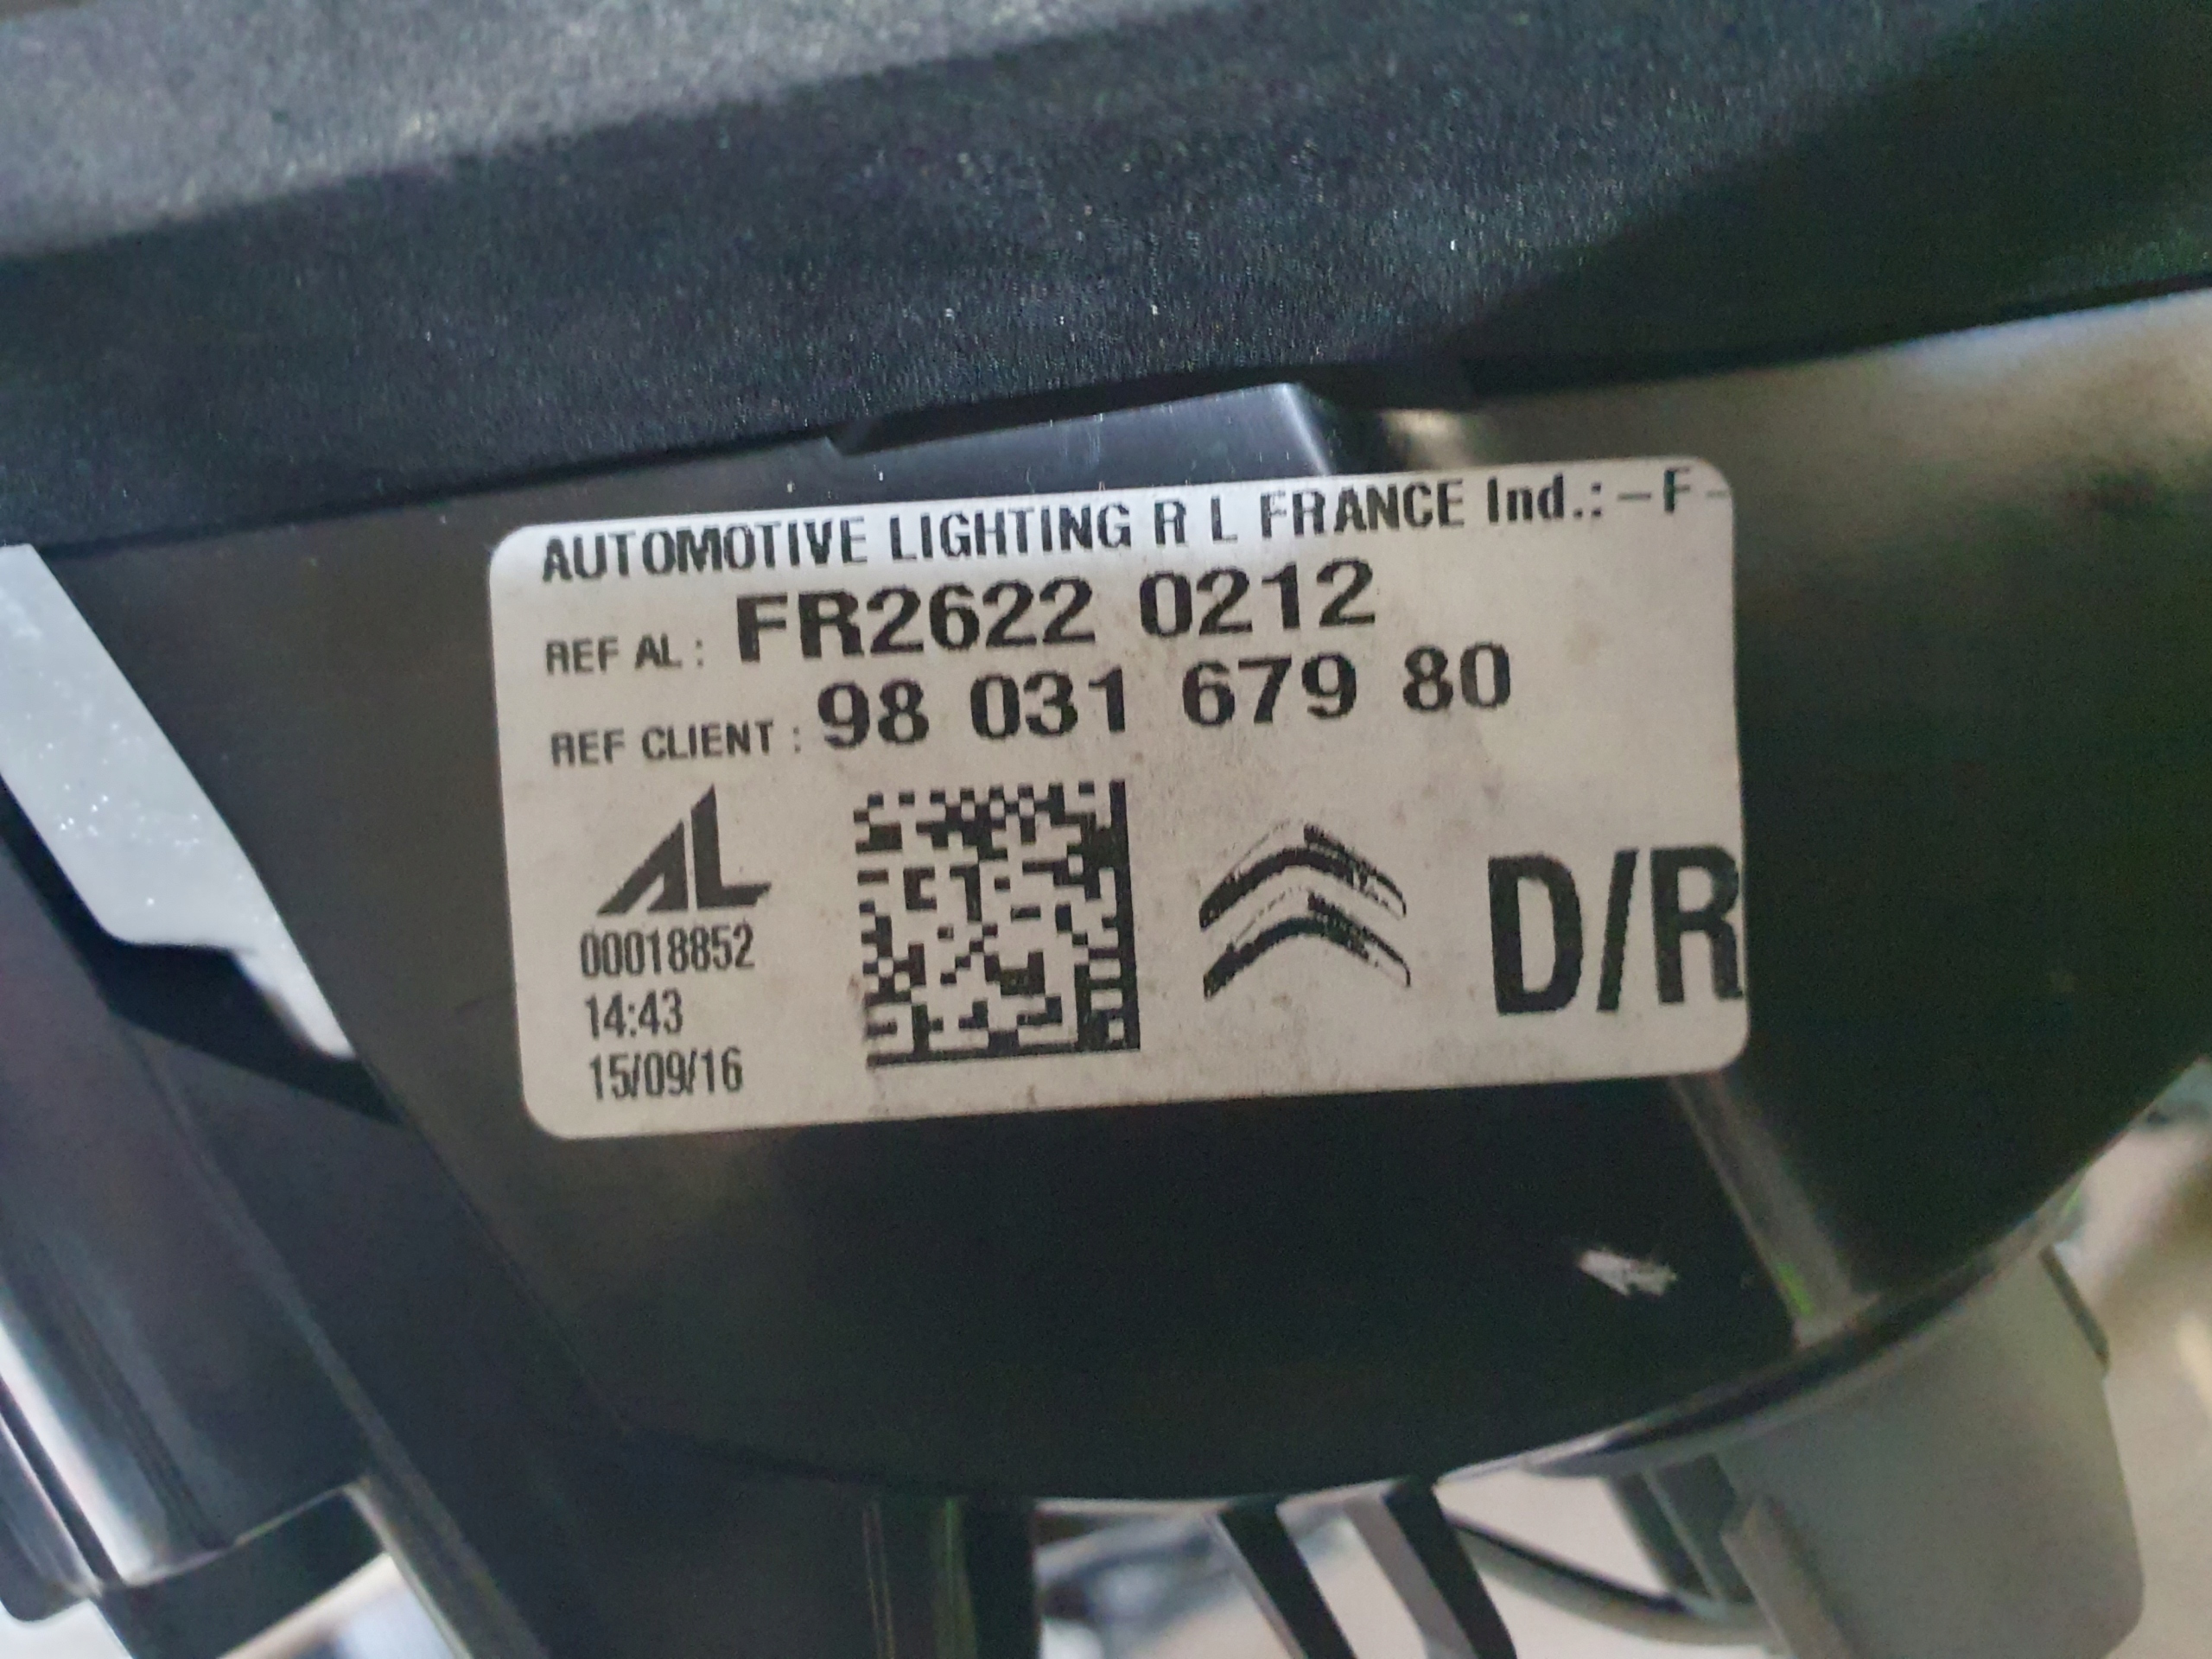 AUTOMOTIVE LIGHTING R L FRANCE Ind.: -F-
REF AL : FR2622 0212
REF CLIENT : 98 031 679 80
AL
00018852
14:43
15/09/16
D/R